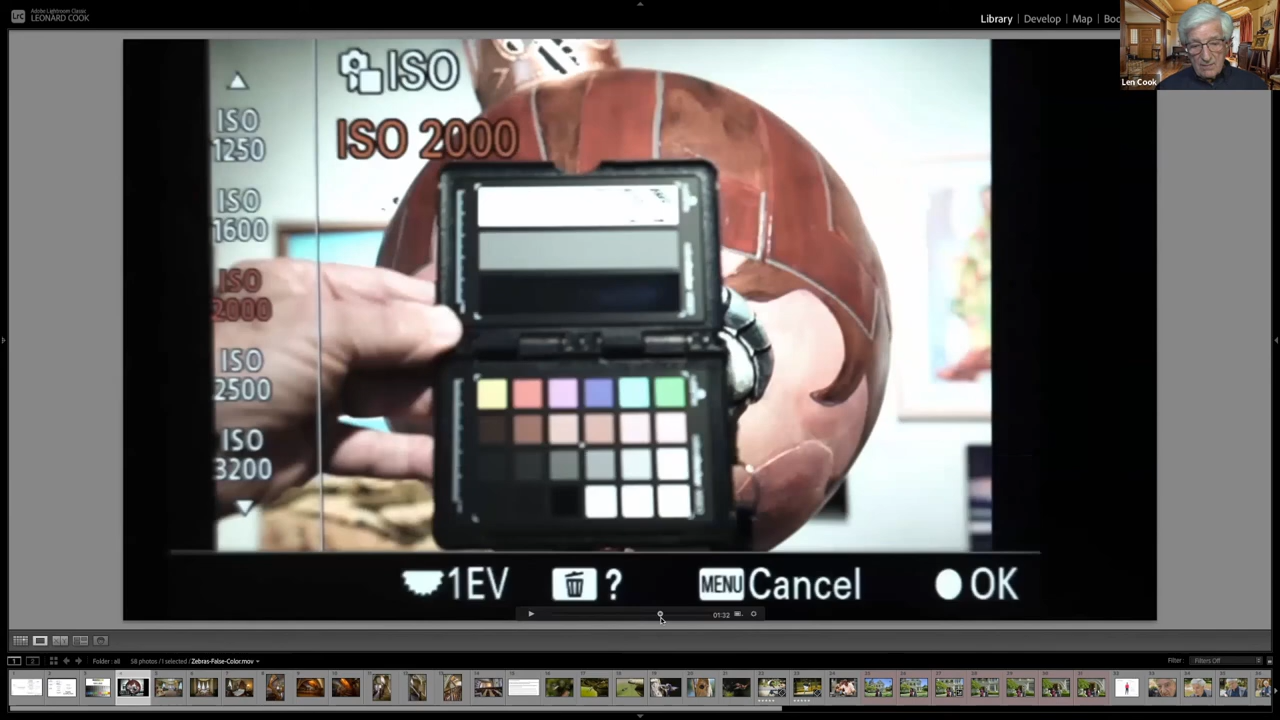 LrC
Adobe Lightroom Classic
LEONARD COOK
Library | Develop | Map |
Len Cook
ISO
ISO 2000
ISO
1250
ISO
1600
ISO
2000
ISO
2500
ISO
3200
1EV
?
MENU Cancel
OK
01:32
Folder : all
58 photos / 1 selected / Zebras-False-Color.mov
Filter :
Filters Off